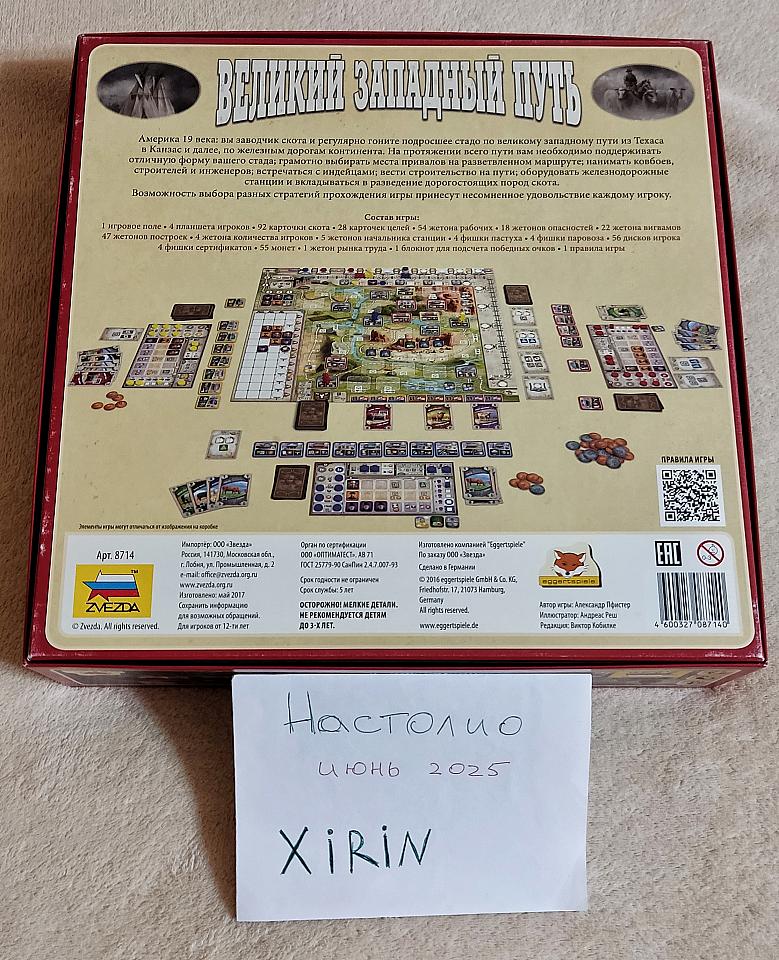 ВЕЛИКИЙ ЗАПАДНЫЙ ПУТЬ
Америка 19 века: вы заводчик скота и регулярно гоните подросшее стадо по великому западному пути из Техаса
в Канзас и далее, по железным дорогам континента. На протяжении всего пути вам необходимо поддерживать
отличную форму вашего стада; грамотно выбирать места привалов на разветвленном маршруте; нанимать ковбоев,
строителей и инженеров; встречаться с индейцами; вести строительство на пути; оборудовать железнодорожные
станции и вкладываться в разведение дорогостоящих пород скота.
Возможность выбора разных стратегий прохождения игры принесут несомненное удовольствие каждому игроку.
Состав игры:
1 игровое поле • 4 планшета игроков • 92 карточки скота • 28 карточек целей • 54 жетона рабочих • 18 жетонов опасностей • 22 жетона вигвамов
47 жетонов построек • 4 жетона количества игроков • 5 жетонов начальника станции • 4 фишки пастуха • 4 фишки паровоза • 56 дисков игрока
4 фишки сертификатов • 55 монет • 1 жетон рынка труда • 1 блокнот для подсчета победных очков • 1 правила игры
ПРАВИЛА ИГРЫ
Элементы игры могут отличаться от изображения на коробке
Арт. 8714
ZVEZDA
© Zvezda. All rights reserved.
Импортёр: ООО «Звезда»
Россия, 141730, Московская обл.,
г. Лобня, ул. Промышленная, д. 2
e-mail: office@zvezda.org.ru
www.zvezda.org.ru
Изготовлено: май 2017
Сохранить информацию
для возможных обращений.
Для игроков от 12-ти лет
Орган по сертификации
ООО «ОПТИМАТЕСТ». АВ 71
ГОСТ 25779-90 СанПин 2.4.7.007-93
Срок годности не ограничен
Срок службы: 5 лет
ОСТОРОЖНО! МЕЛКИЕ ДЕТАЛИ.
НЕ РЕКОМЕНДУЕТСЯ ДЕТЯМ
ДО 3-Х ЛЕТ.
Изготовлено компанией "Eggertspiele"
По заказу ООО «Звезда»
Сделано в Германии
© 2016 eggertspiele GmbH & Co. KG,
Friedhofstr. 17, 21073 Hamburg,
Germany
All rights reserved.
www.eggertspiele.de
eggertspiele
Автор игры: Александр Пфистер
Иллюстратор: Андреас Реш
Редакция: Виктор Кобилке
EAC
0-3
4 600327 087140
Настолио
июнь 2025
XiRiN